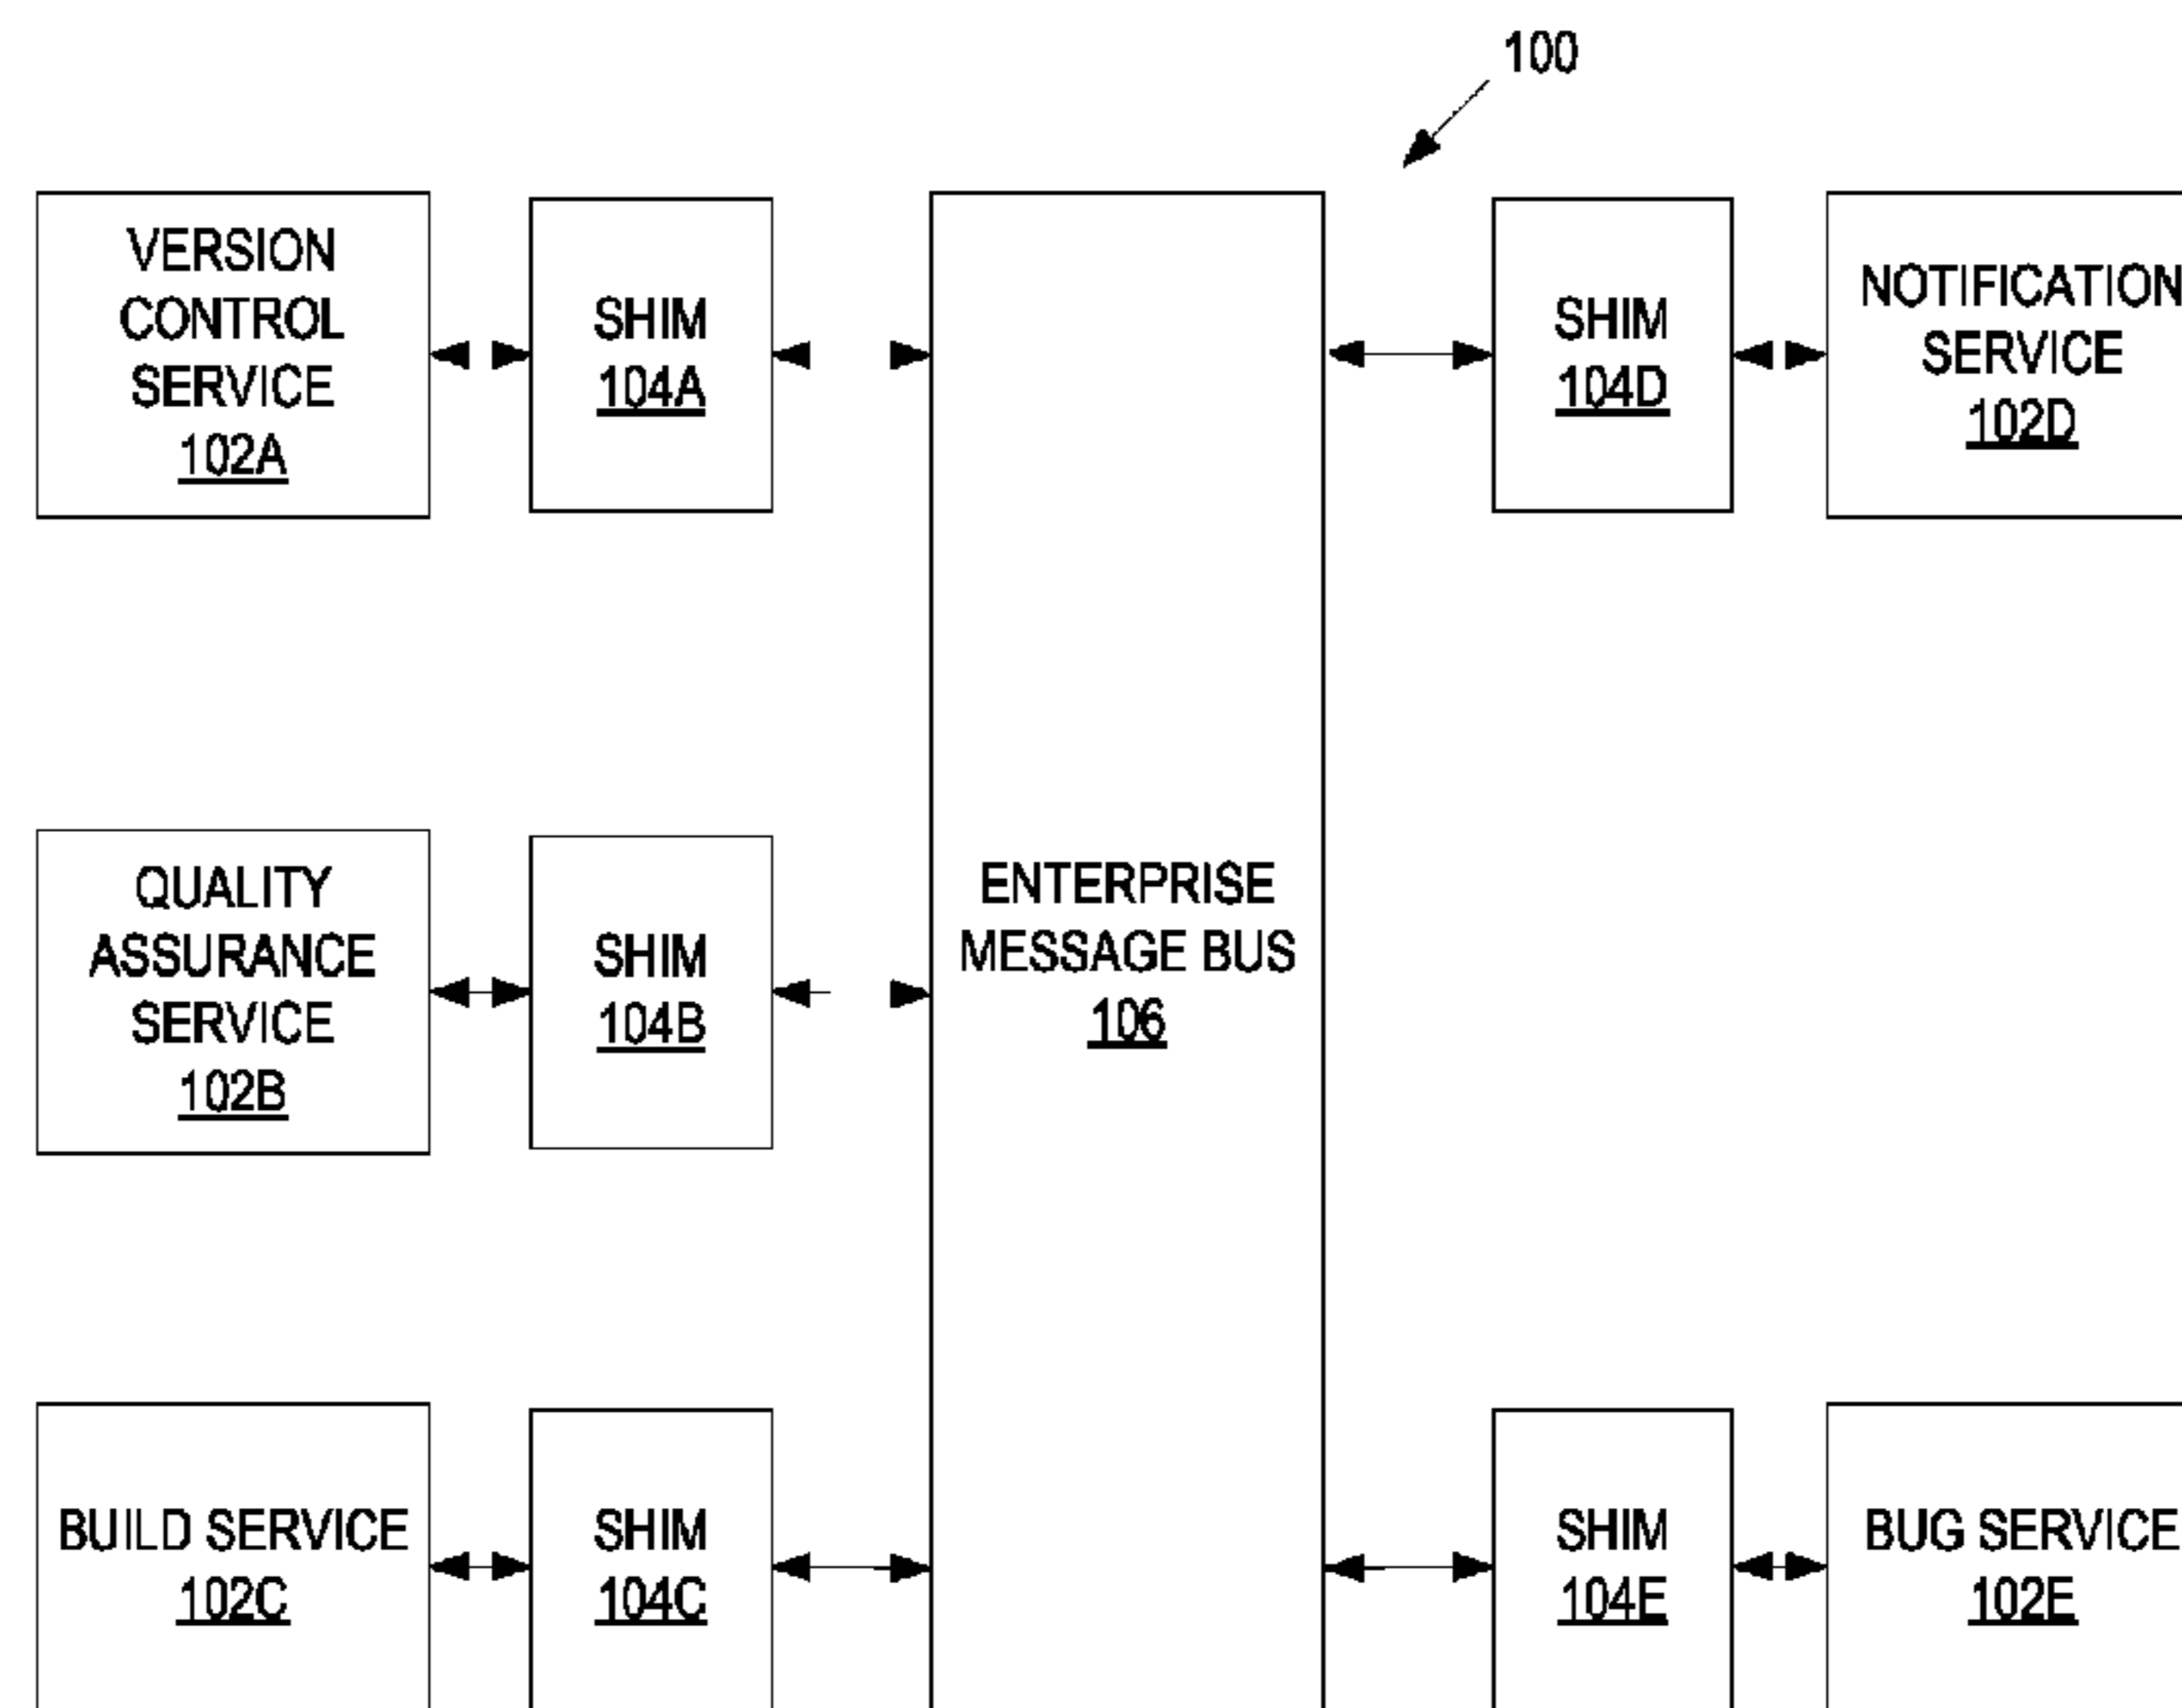 100
VERSION
CONTROL
SERVICE
102A
SHIM
104A
SHIM
104D
NOTIFICATION
SERVICE
102D
QUALITY
ASSURANCE
SERVICE
102B
SHIM
104B
ENTERPRISE
MESSAGE BUS
106
BUILD SERVICE
102C
SHIM
104C
SHIM
104E
BUG SERVICE
102E